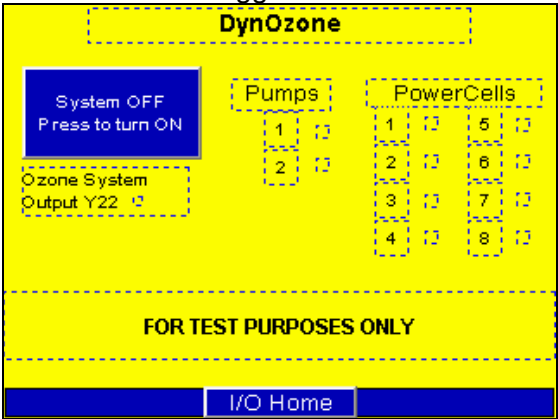 DynOzone
System OFF
Press to turn ON
Ozone System
Output Y22
Pumps
1
2
PowerCells
1 5
2 6
3 7
4 8
FOR TEST PURPOSES ONLY
I/O Home